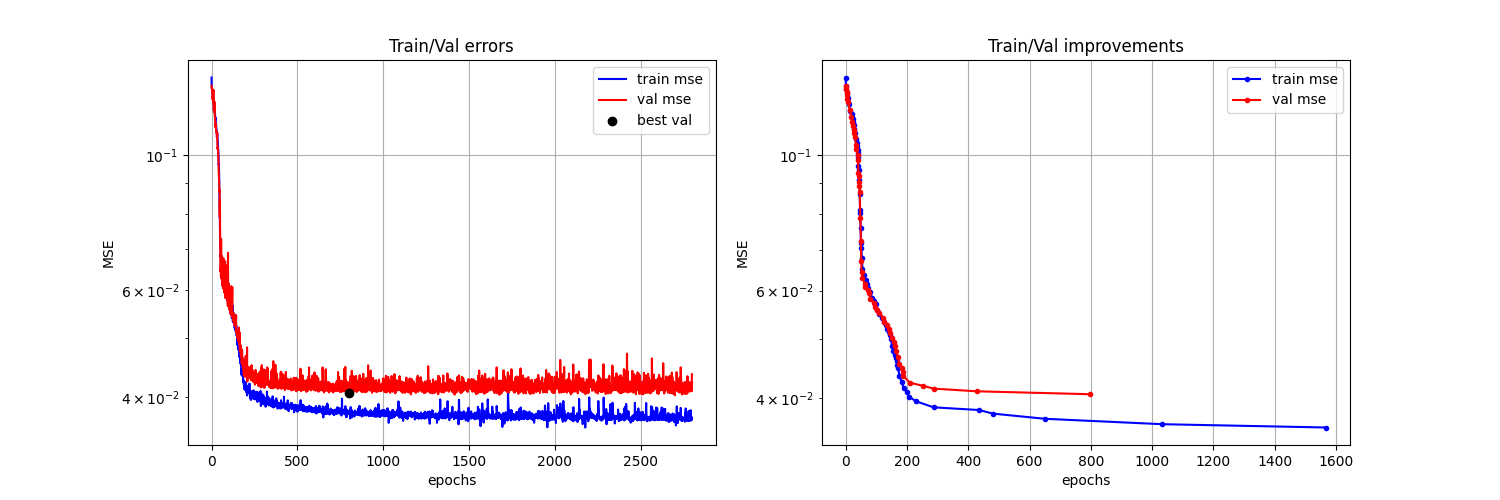 Train/Val errors
train mse
val mse
best val
10⁻¹
6 × 10⁻²
4 × 10⁻²
MSE
0 500 1000 1500 2000 2500
epochs
Train/Val improvements
train mse
val mse
10⁻¹
6 × 10⁻²
4 × 10⁻²
MSE
0 200 400 600 800 1000 1200 1400 1600
epochs